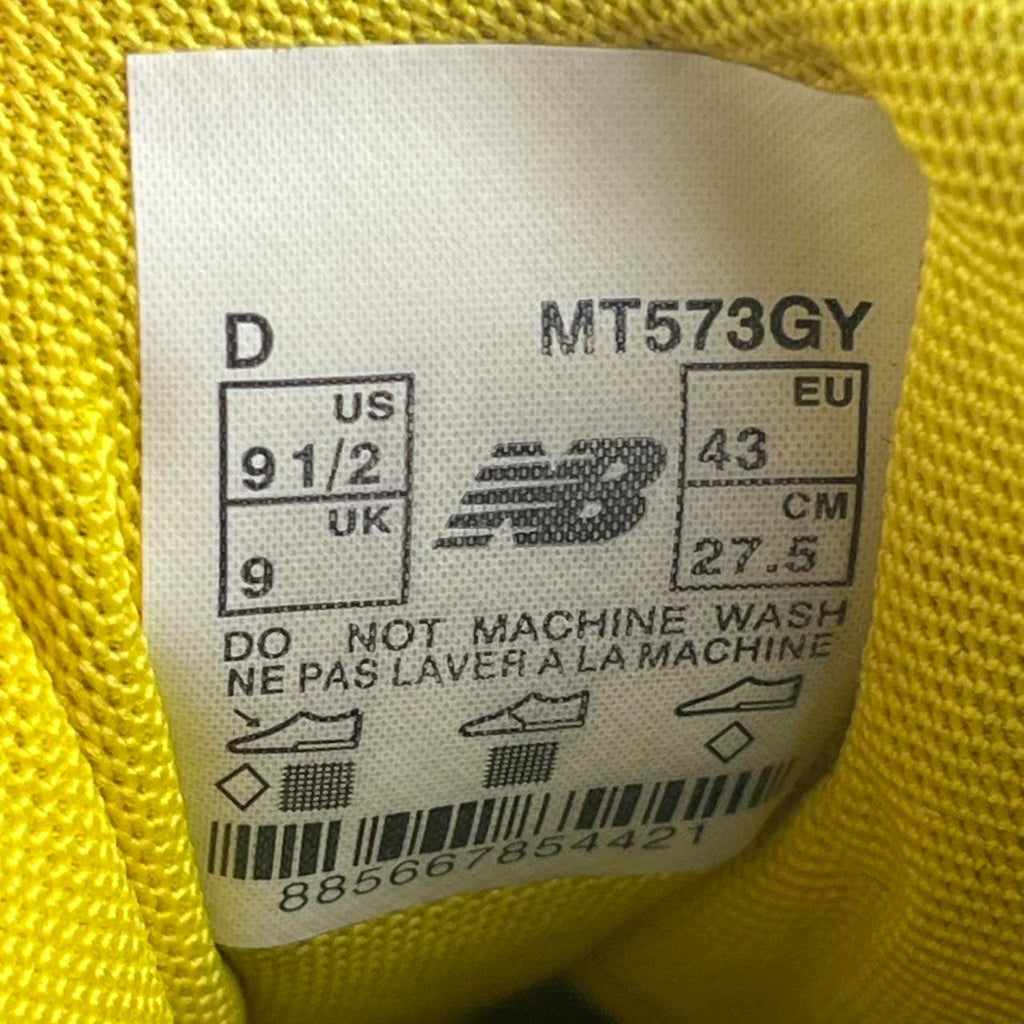 D MT573GY
US EU
9 1/2 43
UK CM
9 27.5
NB
DO NOT MACHINE WASH
NE PAS LAVER A LA MACHINE
885667854421